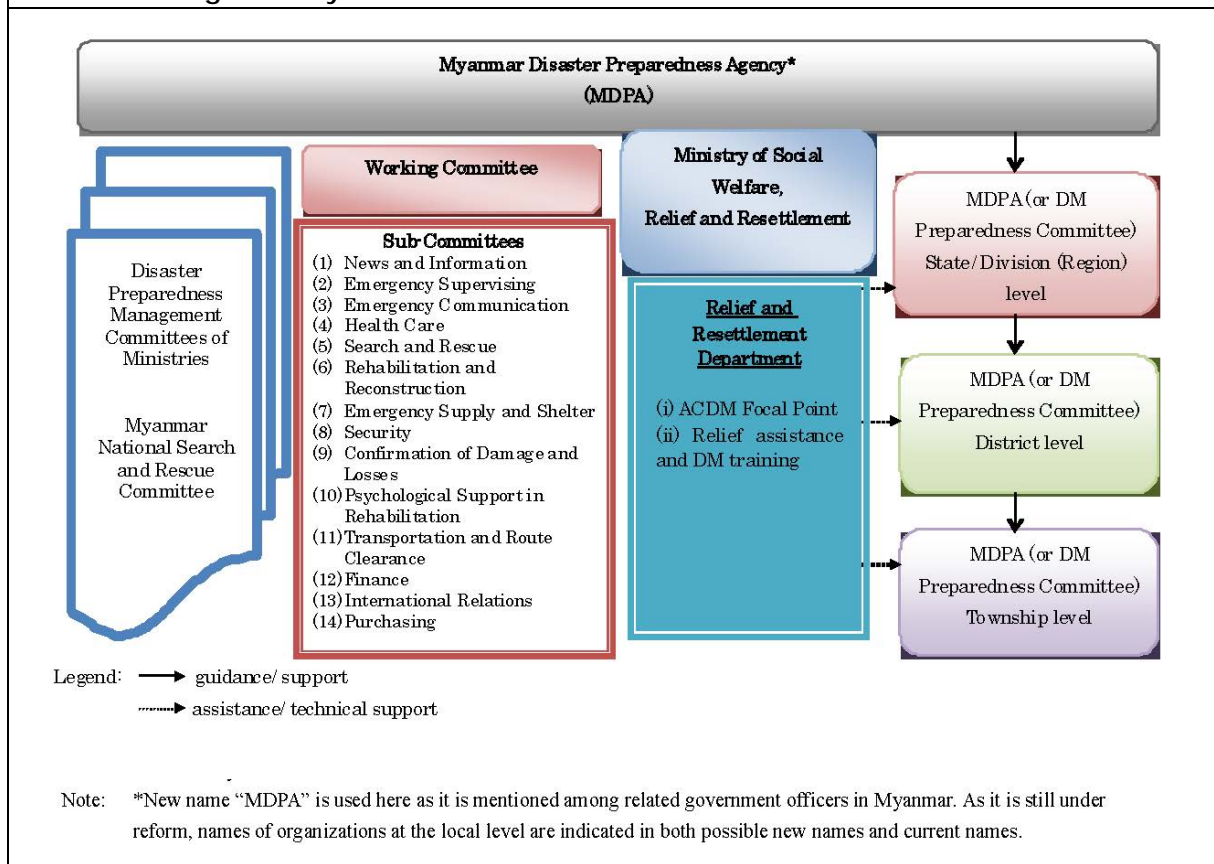 Myanmar Disaster Preparedness Agency*
(MDPA)
Disaster
Preparedness
Management
Committees of
Ministries
Myanmar
National Search
and Rescue
Committee
Working Committee
Sub-Committees
(1) News and Information
(2) Emergency Supervising
(3) Emergency Communication
(4) Health Care
(5) Search and Rescue
(6) Rehabilitation and
Reconstruction
(7) Emergency Supply and Shelter
(8) Security
(9) Confirmation of Damage and
Losses
(10) Psychological Support in
Rehabilitation
(11) Transportation and Route
Clearance
(12) Finance
(13) International Relations
(14) Purchasing
Ministry of Social
Welfare,
Relief and Resettlement
Relief and
Resettlement
Department
(i) ACDM Focal Point
(ii) Relief assistance
and DM training
MDPA (or DM
Preparedness Committee)
State/Division (Region)
level
MDPA (or DM
Preparedness Committee)
District level
MDPA (or DM
Preparedness Committee)
Township level
Legend: guidance/ support
assistance/ technical support
Note: *New name “MDPA” is used here as it is mentioned among related government officers in Myanmar. As it is still under
reform, names of organizations at the local level are indicated in both possible new names and current names.